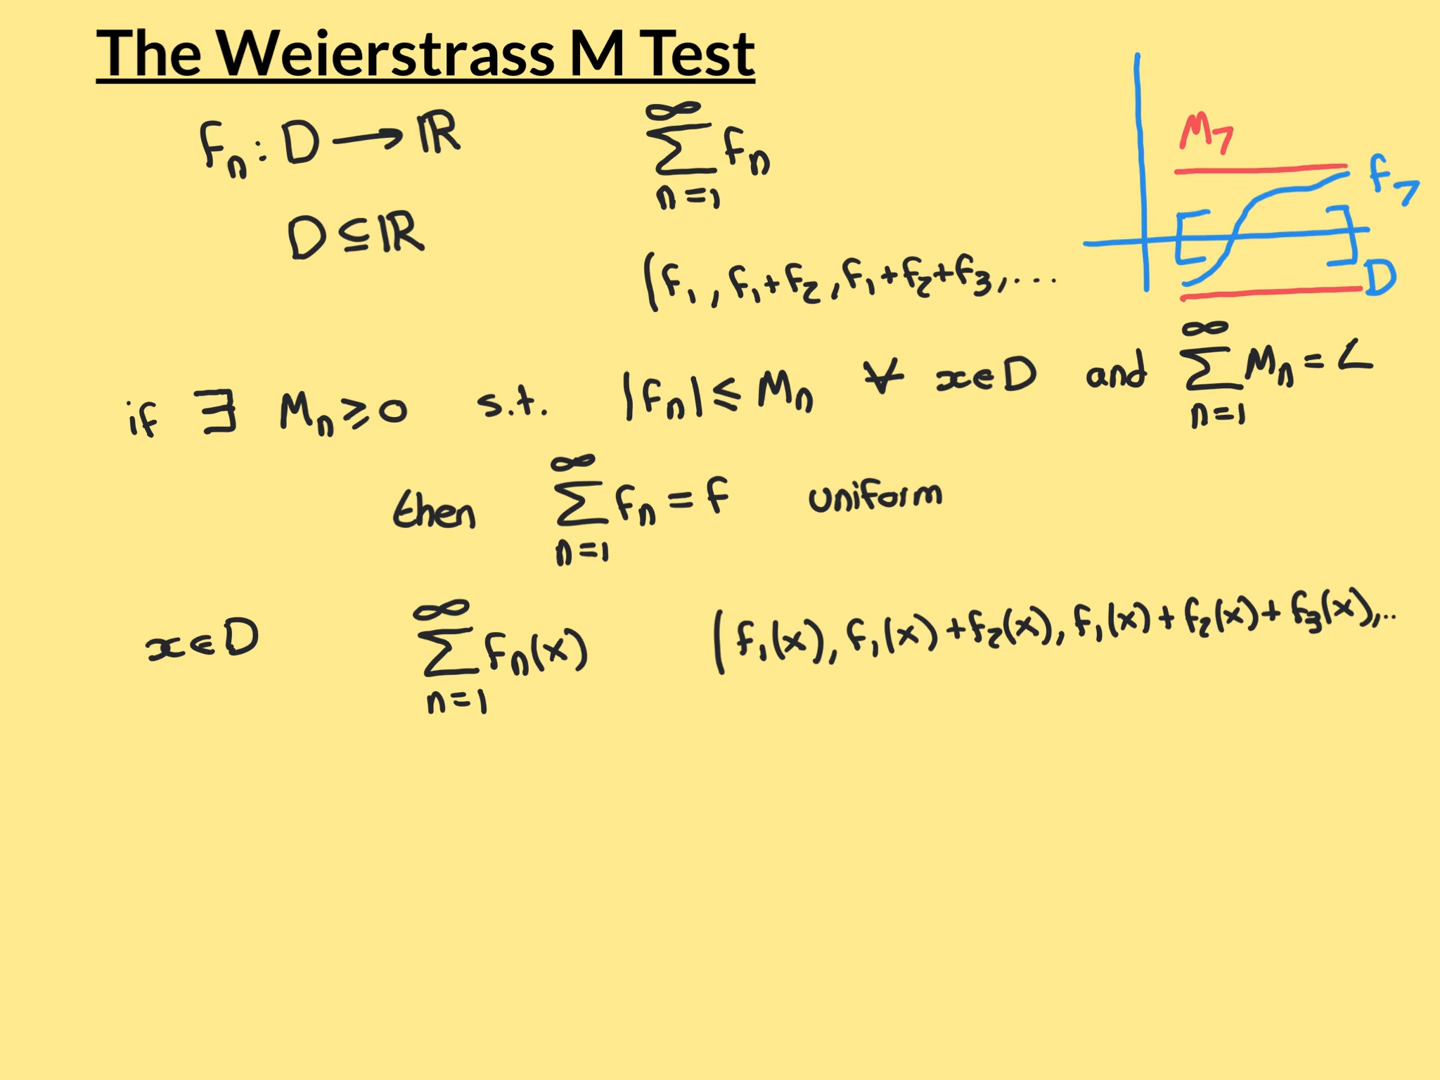 The Weierstrass M Test
Fₙ : D → ℝ
∞
∑ fₙ
n=1
D ⊆ ℝ
(f₁, f₁+f₂, f₁+f₂+f₃, ...
M₇
f₇
D
if ∃ Mₙ ≥ 0 s.t. |fₙ| ≤ Mₙ ∀ x∈D and ∑ₙ₌₁^∞ Mₙ = L
then ∑ₙ₌₁^∞ fₙ = f uniform
x∈D ∑ₙ₌₁^∞ fₙ(x) (f₁(x), f₁(x)+f₂(x), f₁(x)+f₂(x)+f₃(x),..